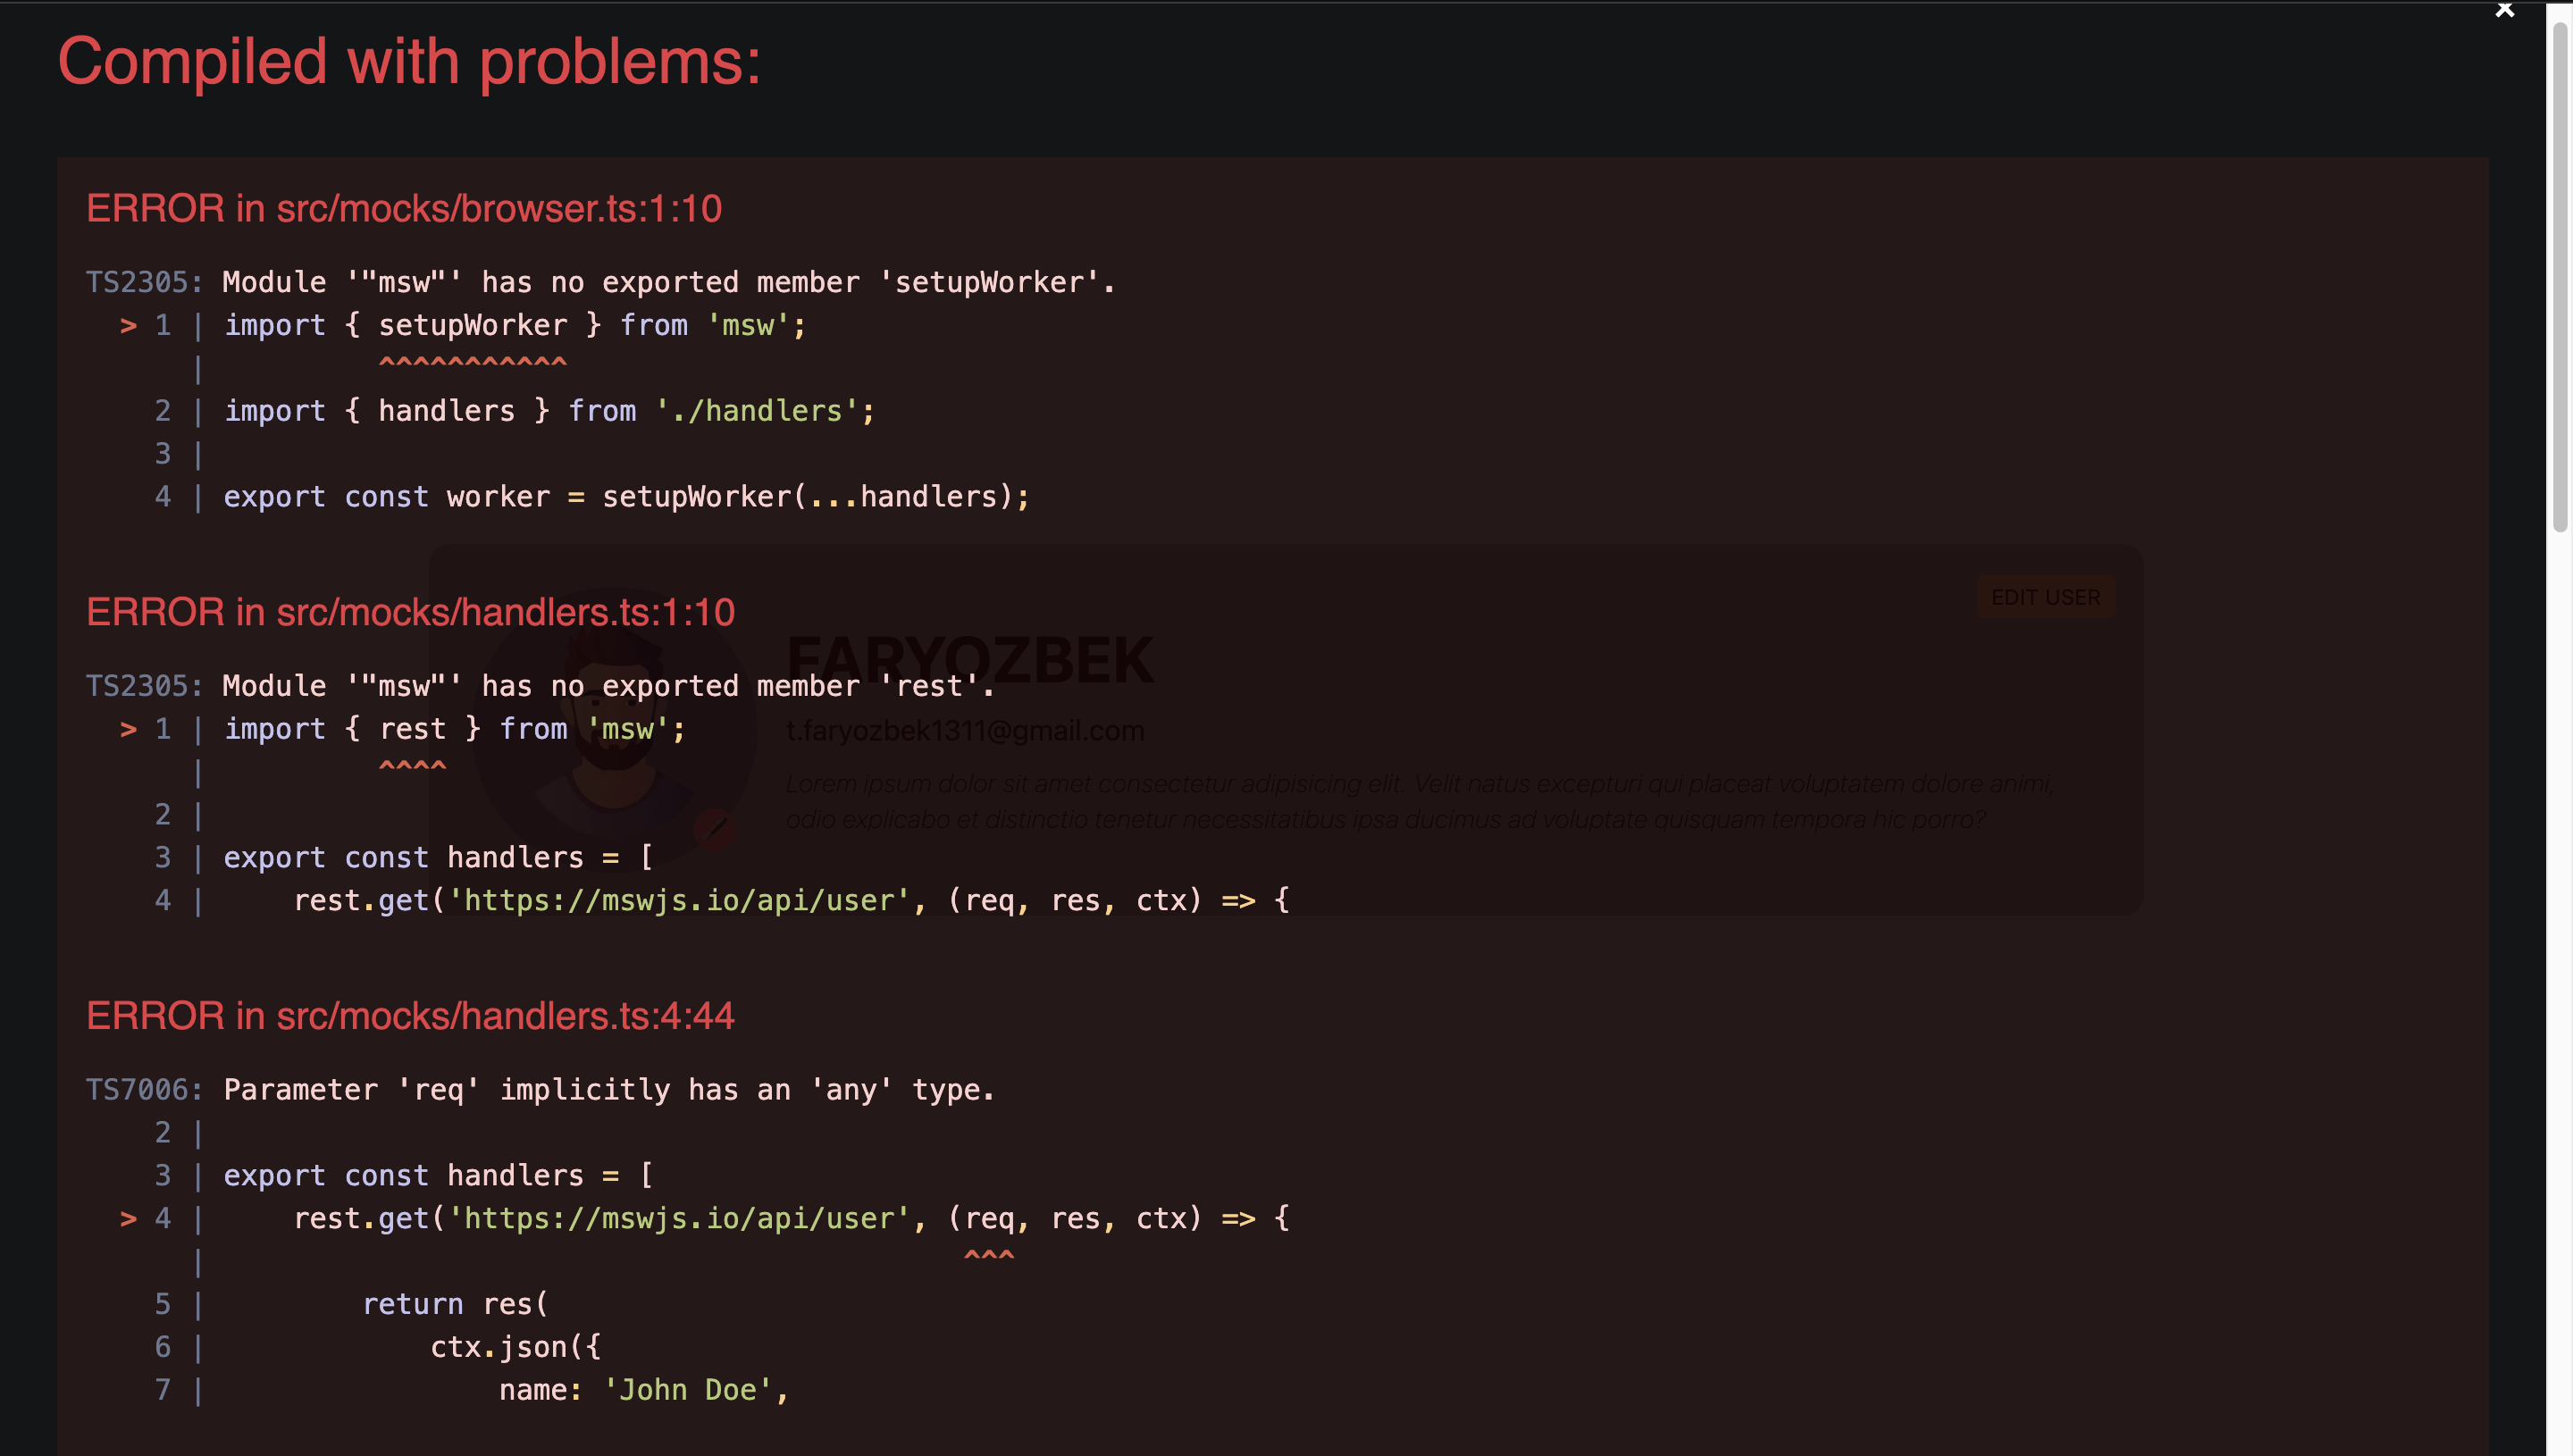 Compiled with problems:
ERROR in src/mocks/browser.ts:1:10
TS2305: Module '"msw"' has no exported member 'setupWorker'.
> 1 | import { setupWorker } from 'msw';
| ^^^^^^^^^^^
2 | import { handlers } from './handlers';
3 |
4 | export const worker = setupWorker(...handlers);
EDIT USER
ERROR in src/mocks/handlers.ts:1:10
FARYOZBEK
TS2305: Module '"msw"' has no exported member 'rest'.
> 1 | import { rest } from 'msw';
t.faryozbek1311@gmail.com
| ^^^^
Lorem ipsum dolor sit amet consectetur adipisicing elit. Velit natus excepturi qui placeat voluptatem dolore animi,
2 |
odio explicabo et distinctio tenetur necessitatibus ipsa ducimus ad voluptate quisquam tempora hic porro?
3 | export const handlers = [
4 | rest.get('https://mswjs.io/api/user', (req, res, ctx) => {
ERROR in src/mocks/handlers.ts:4:44
TS7006: Parameter 'req' implicitly has an 'any' type.
2 |
3 | export const handlers = [
> 4 | rest.get('https://mswjs.io/api/user', (req, res, ctx) => {
| ^^^
5 | return res(
6 | ctx.json({
7 | name: 'John Doe',